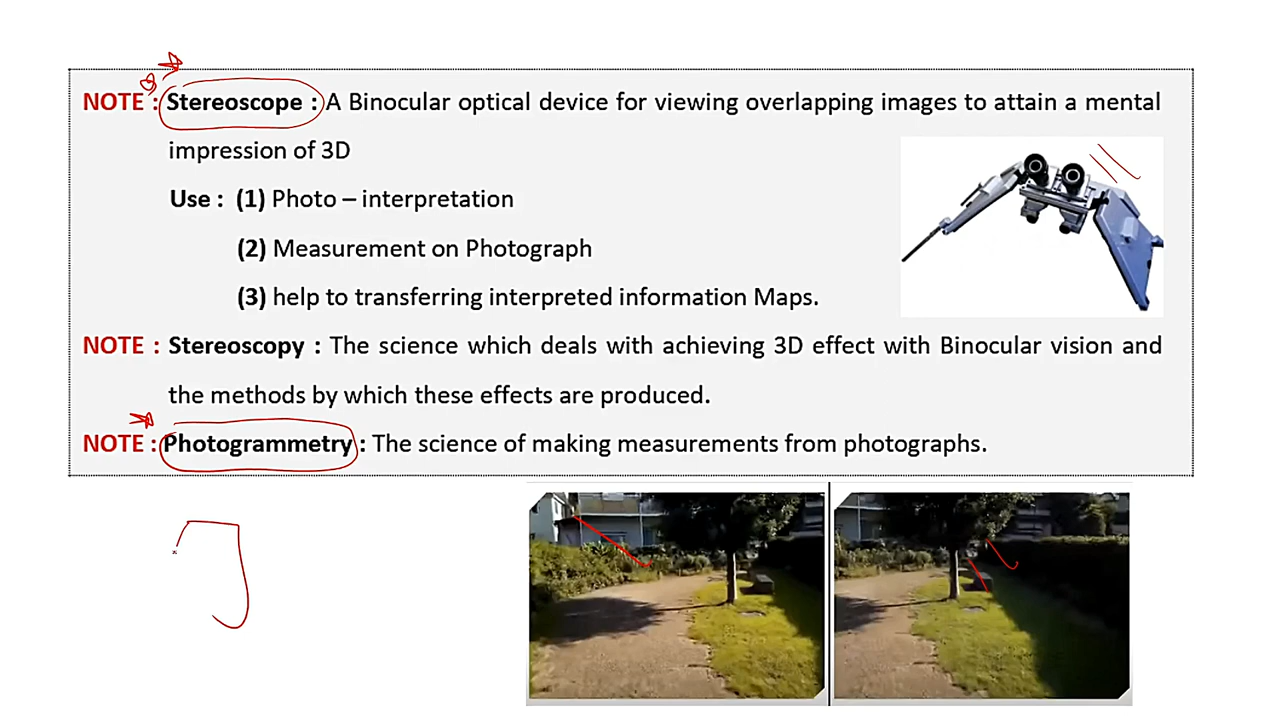 NOTE : Stereoscope : A Binocular optical device for viewing overlapping images to attain a mental
impression of 3D
Use : (1) Photo – interpretation
(2) Measurement on Photograph
(3) help to transferring interpreted information Maps.
NOTE : Stereoscopy : The science which deals with achieving 3D effect with Binocular vision and
the methods by which these effects are produced.
NOTE : Photogrammetry : The science of making measurements from photographs.